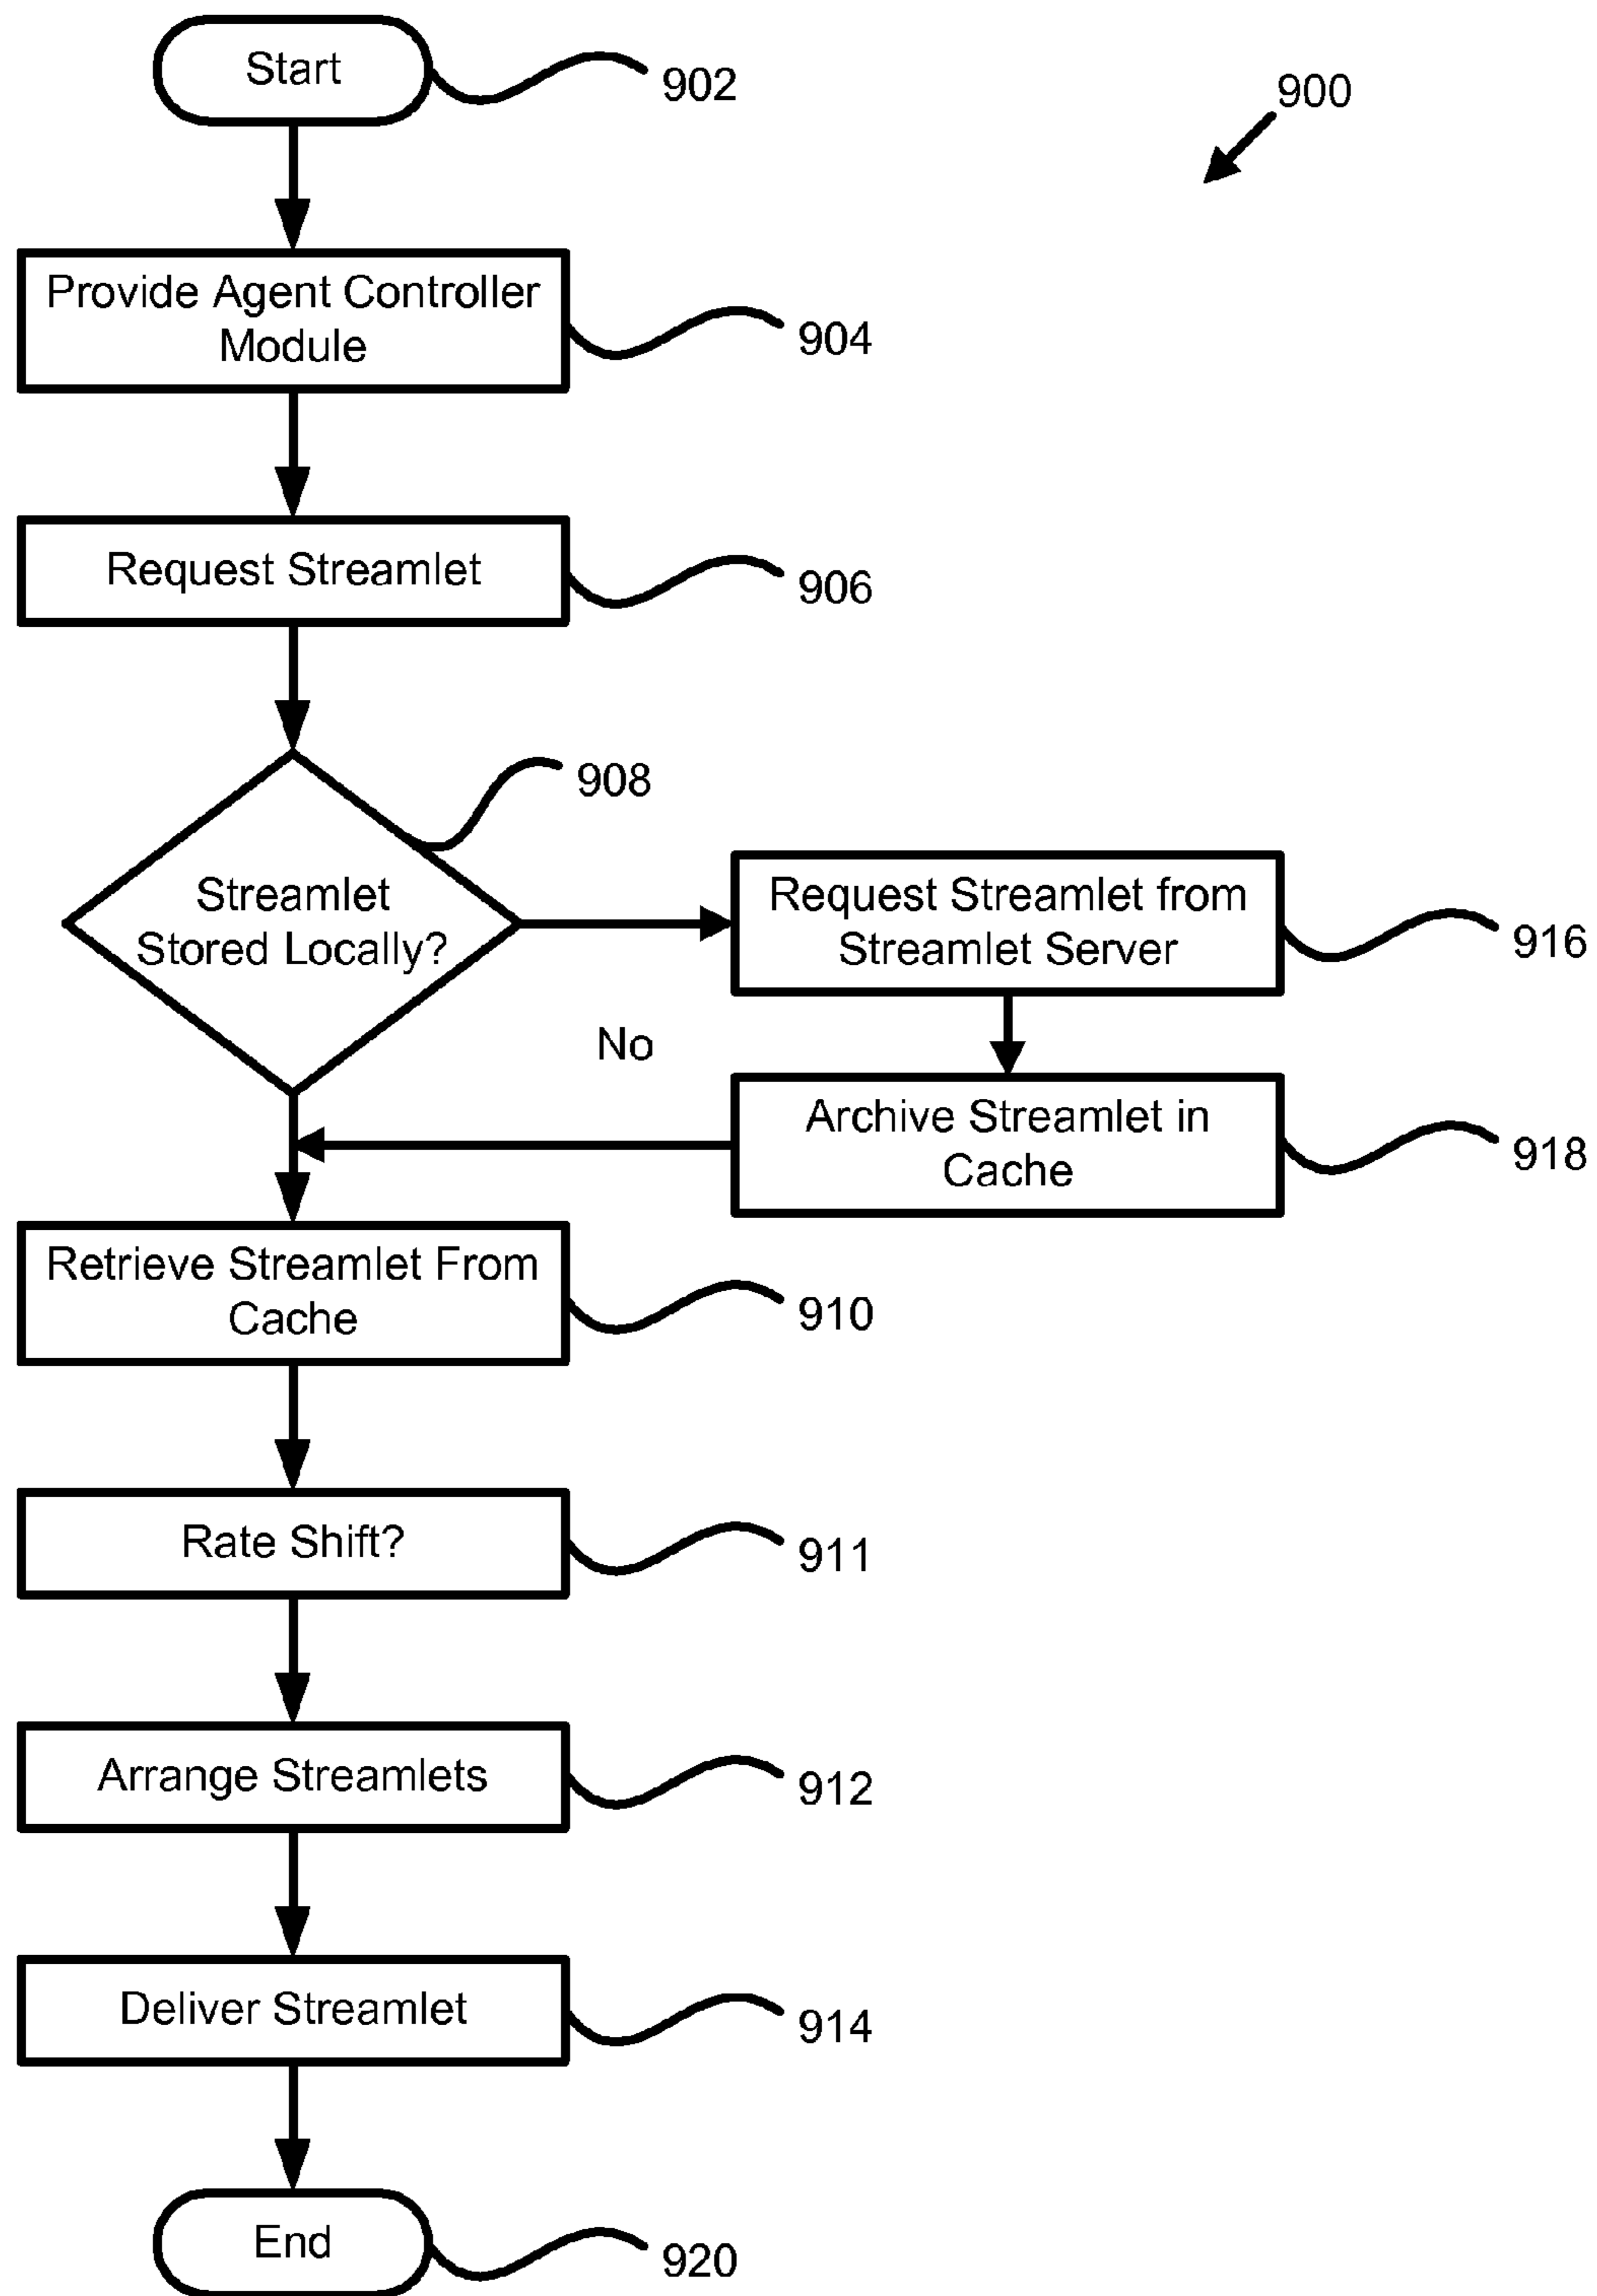 Start
902
900
Provide Agent Controller
Module
904
Request Streamlet
906
908
Streamlet
Stored Locally?
Request Streamlet from
Streamlet Server
916
No
Archive Streamlet in
Cache
918
Retrieve Streamlet From
Cache
910
Rate Shift?
911
Arrange Streamlets
912
Deliver Streamlet
914
End
920